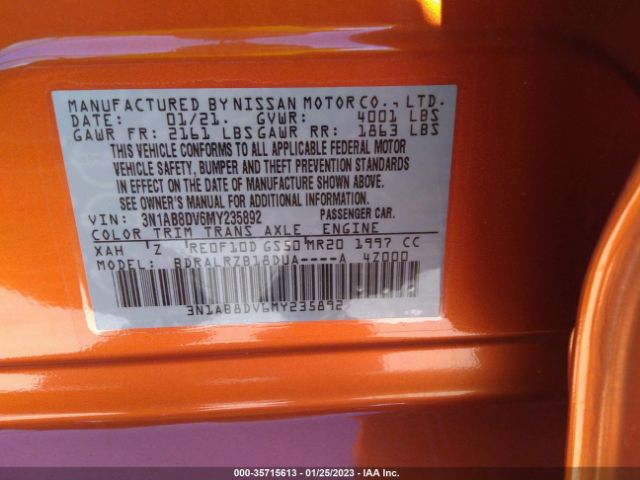 MANUFACTURED BY NISSAN MOTOR CO., LTD.
DATE: 01/21. GVWR: 4001 LBS
GAWR FR: 2161 LBS GAWR RR: 1863 LBS
THIS VEHICLE CONFORMS TO ALL APPLICABLE FEDERAL MOTOR
VEHICLE SAFETY, BUMPER AND THEFT PREVENTION STANDARDS
IN EFFECT ON THE DATE OF MANUFACTURE SHOWN ABOVE.
SEE OWNER'S MANUAL FOR ADDITIONAL INFORMATION.
VIN: 3N1AB8DV6MY235892 PASSENGER CAR.
COLOR TRIM TRANS AXLE ENGINE
XAH 'Z RE0F10D GS50 MR20 1997 CC
MODEL: BDRALRZB18DUA----A 4Z000
3N1AB8DV6MY235892
000-35715613 - 01/25/2023 - IAA Inc.